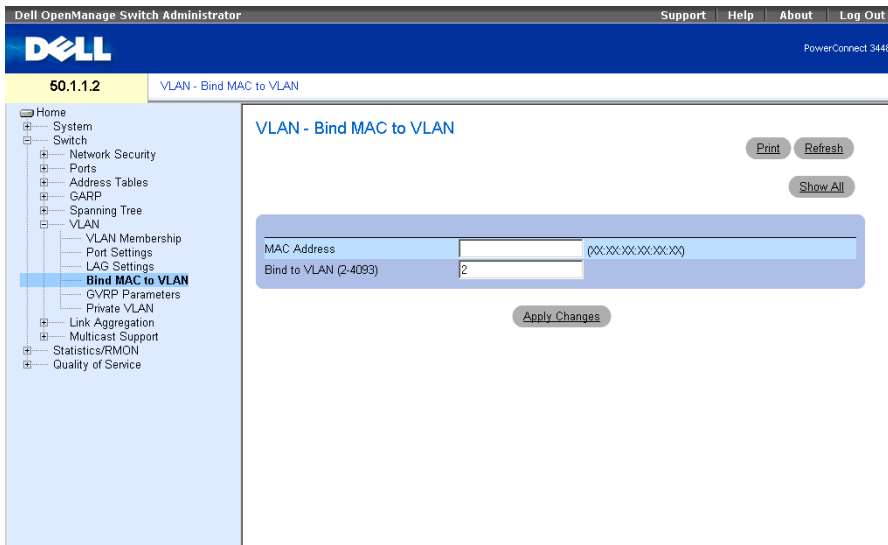 Dell OpenManage Switch Administrator Support Help About Log Out
DELL
PowerConnect 3448
50.1.1.2 VLAN - Bind MAC to VLAN
Home
System
Switch
Network Security
Ports
Address Tables
GARP
Spanning Tree
VLAN
VLAN Membership
Port Settings
LAG Settings
Bind MAC to VLAN
GVRP Parameters
Private VLAN
Link Aggregation
Multicast Support
Statistics/RMON
Quality of Service
VLAN - Bind MAC to VLAN
Print Refresh
Show All
MAC Address (XX:XX:XX:XX:XX:XX)
Bind to VLAN (2-4093) 2
Apply Changes